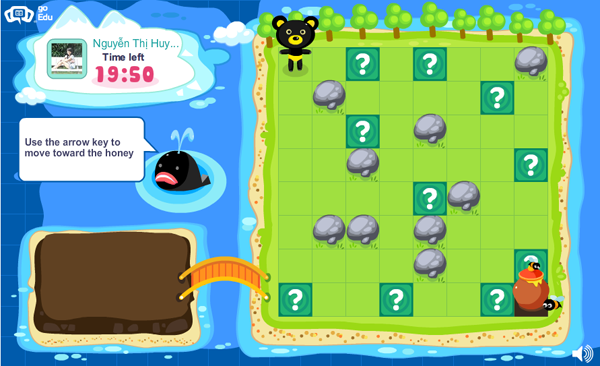 go
Edu
Nguyễn Thị Huy...
Time left
19:50
Use the arrow key to
move toward the honey
? ?
?
?
?
?
?
? ? ?